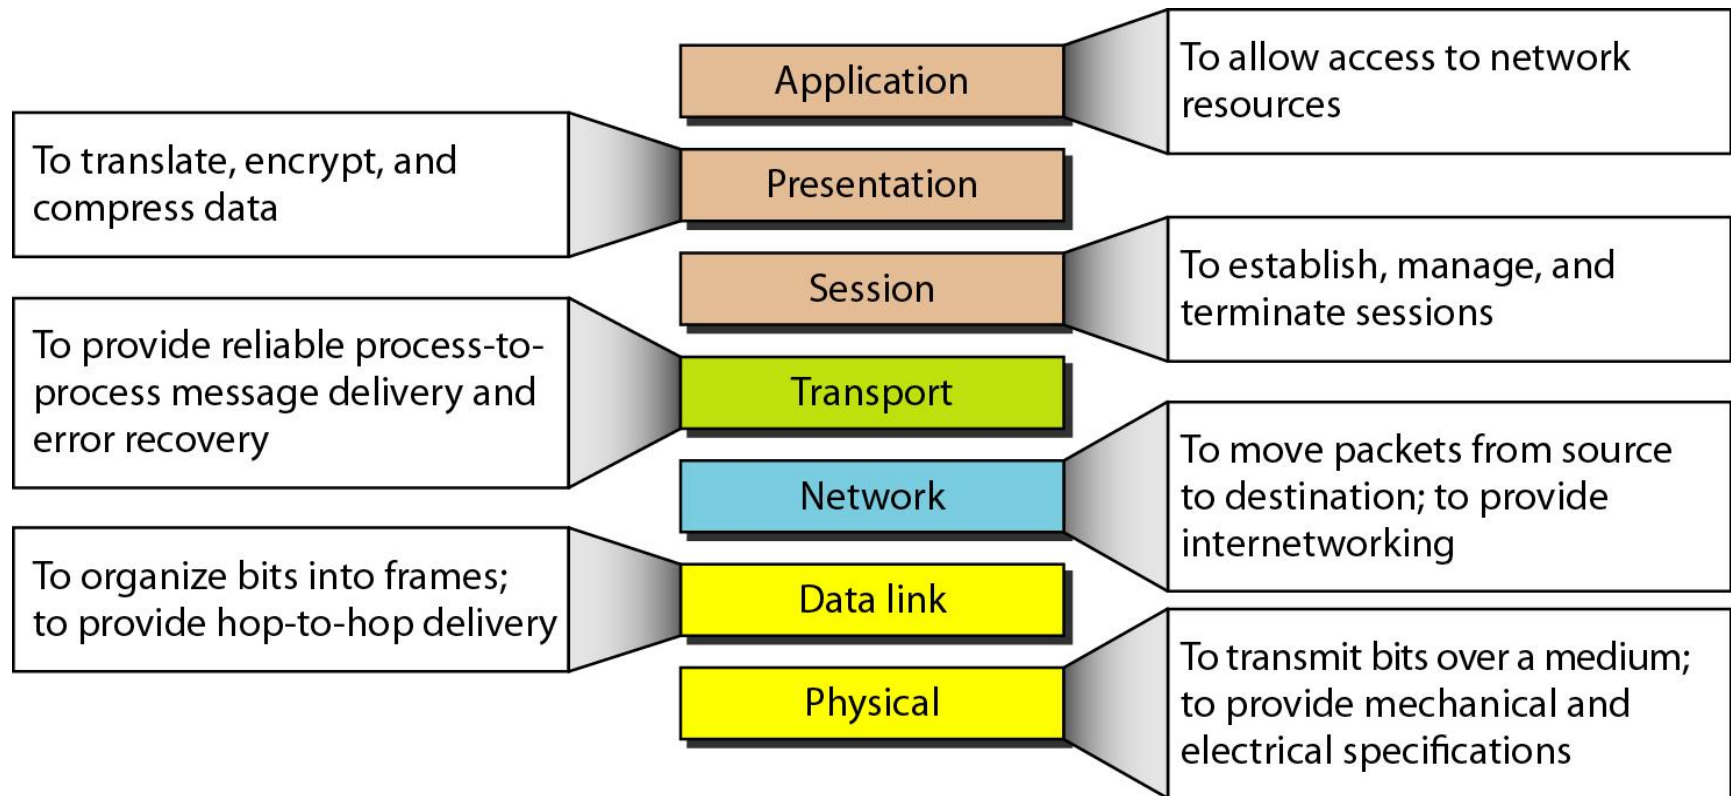 Application
To allow access to network
resources
To translate, encrypt, and
compress data
Presentation
Session
To establish, manage, and
terminate sessions
To provide reliable process-to-
process message delivery and
error recovery
Transport
Network
To move packets from source
to destination; to provide
internetworking
To organize bits into frames;
to provide hop-to-hop delivery
Data link
Physical
To transmit bits over a medium;
to provide mechanical and
electrical specifications